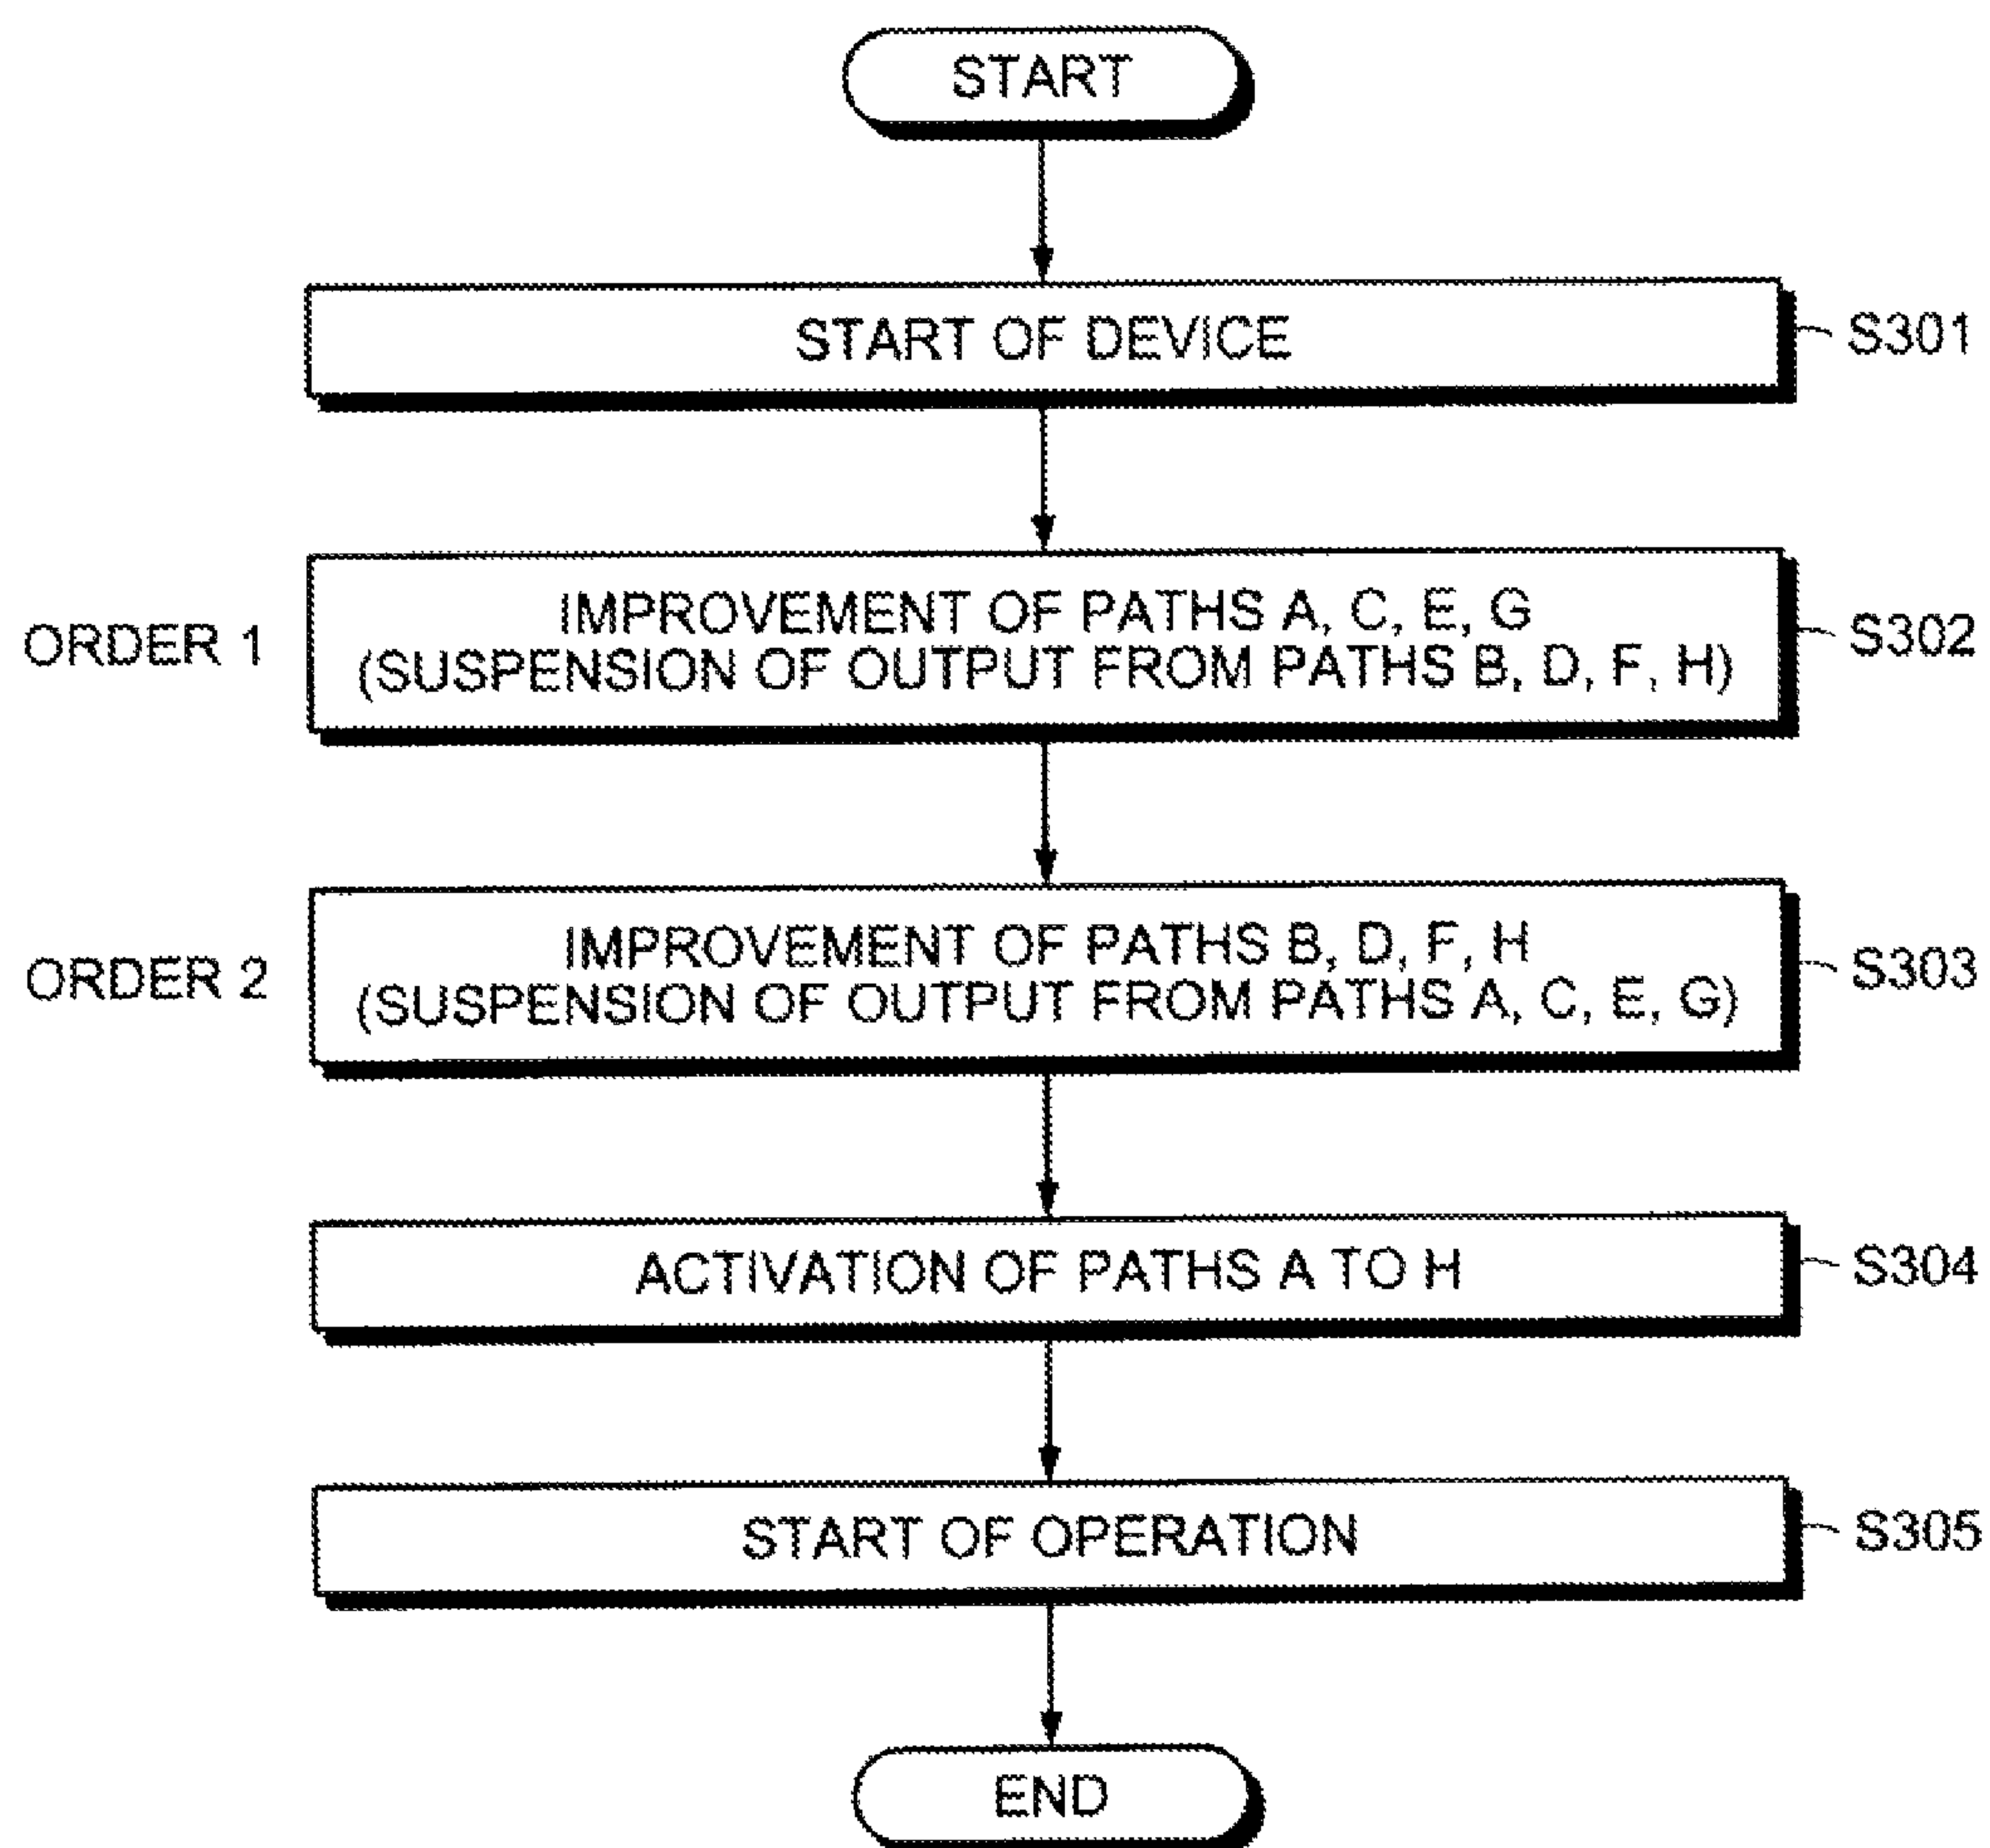 START
START OF DEVICE
S301
ORDER 1
IMPROVEMENT OF PATHS A, C, E, G
(SUSPENSION OF OUTPUT FROM PATHS B, D, F, H)
S302
ORDER 2
IMPROVEMENT OF PATHS B, D, F, H
(SUSPENSION OF OUTPUT FROM PATHS A, C, E, G)
S303
ACTIVATION OF PATHS A TO H
S304
START OF OPERATION
S305
END